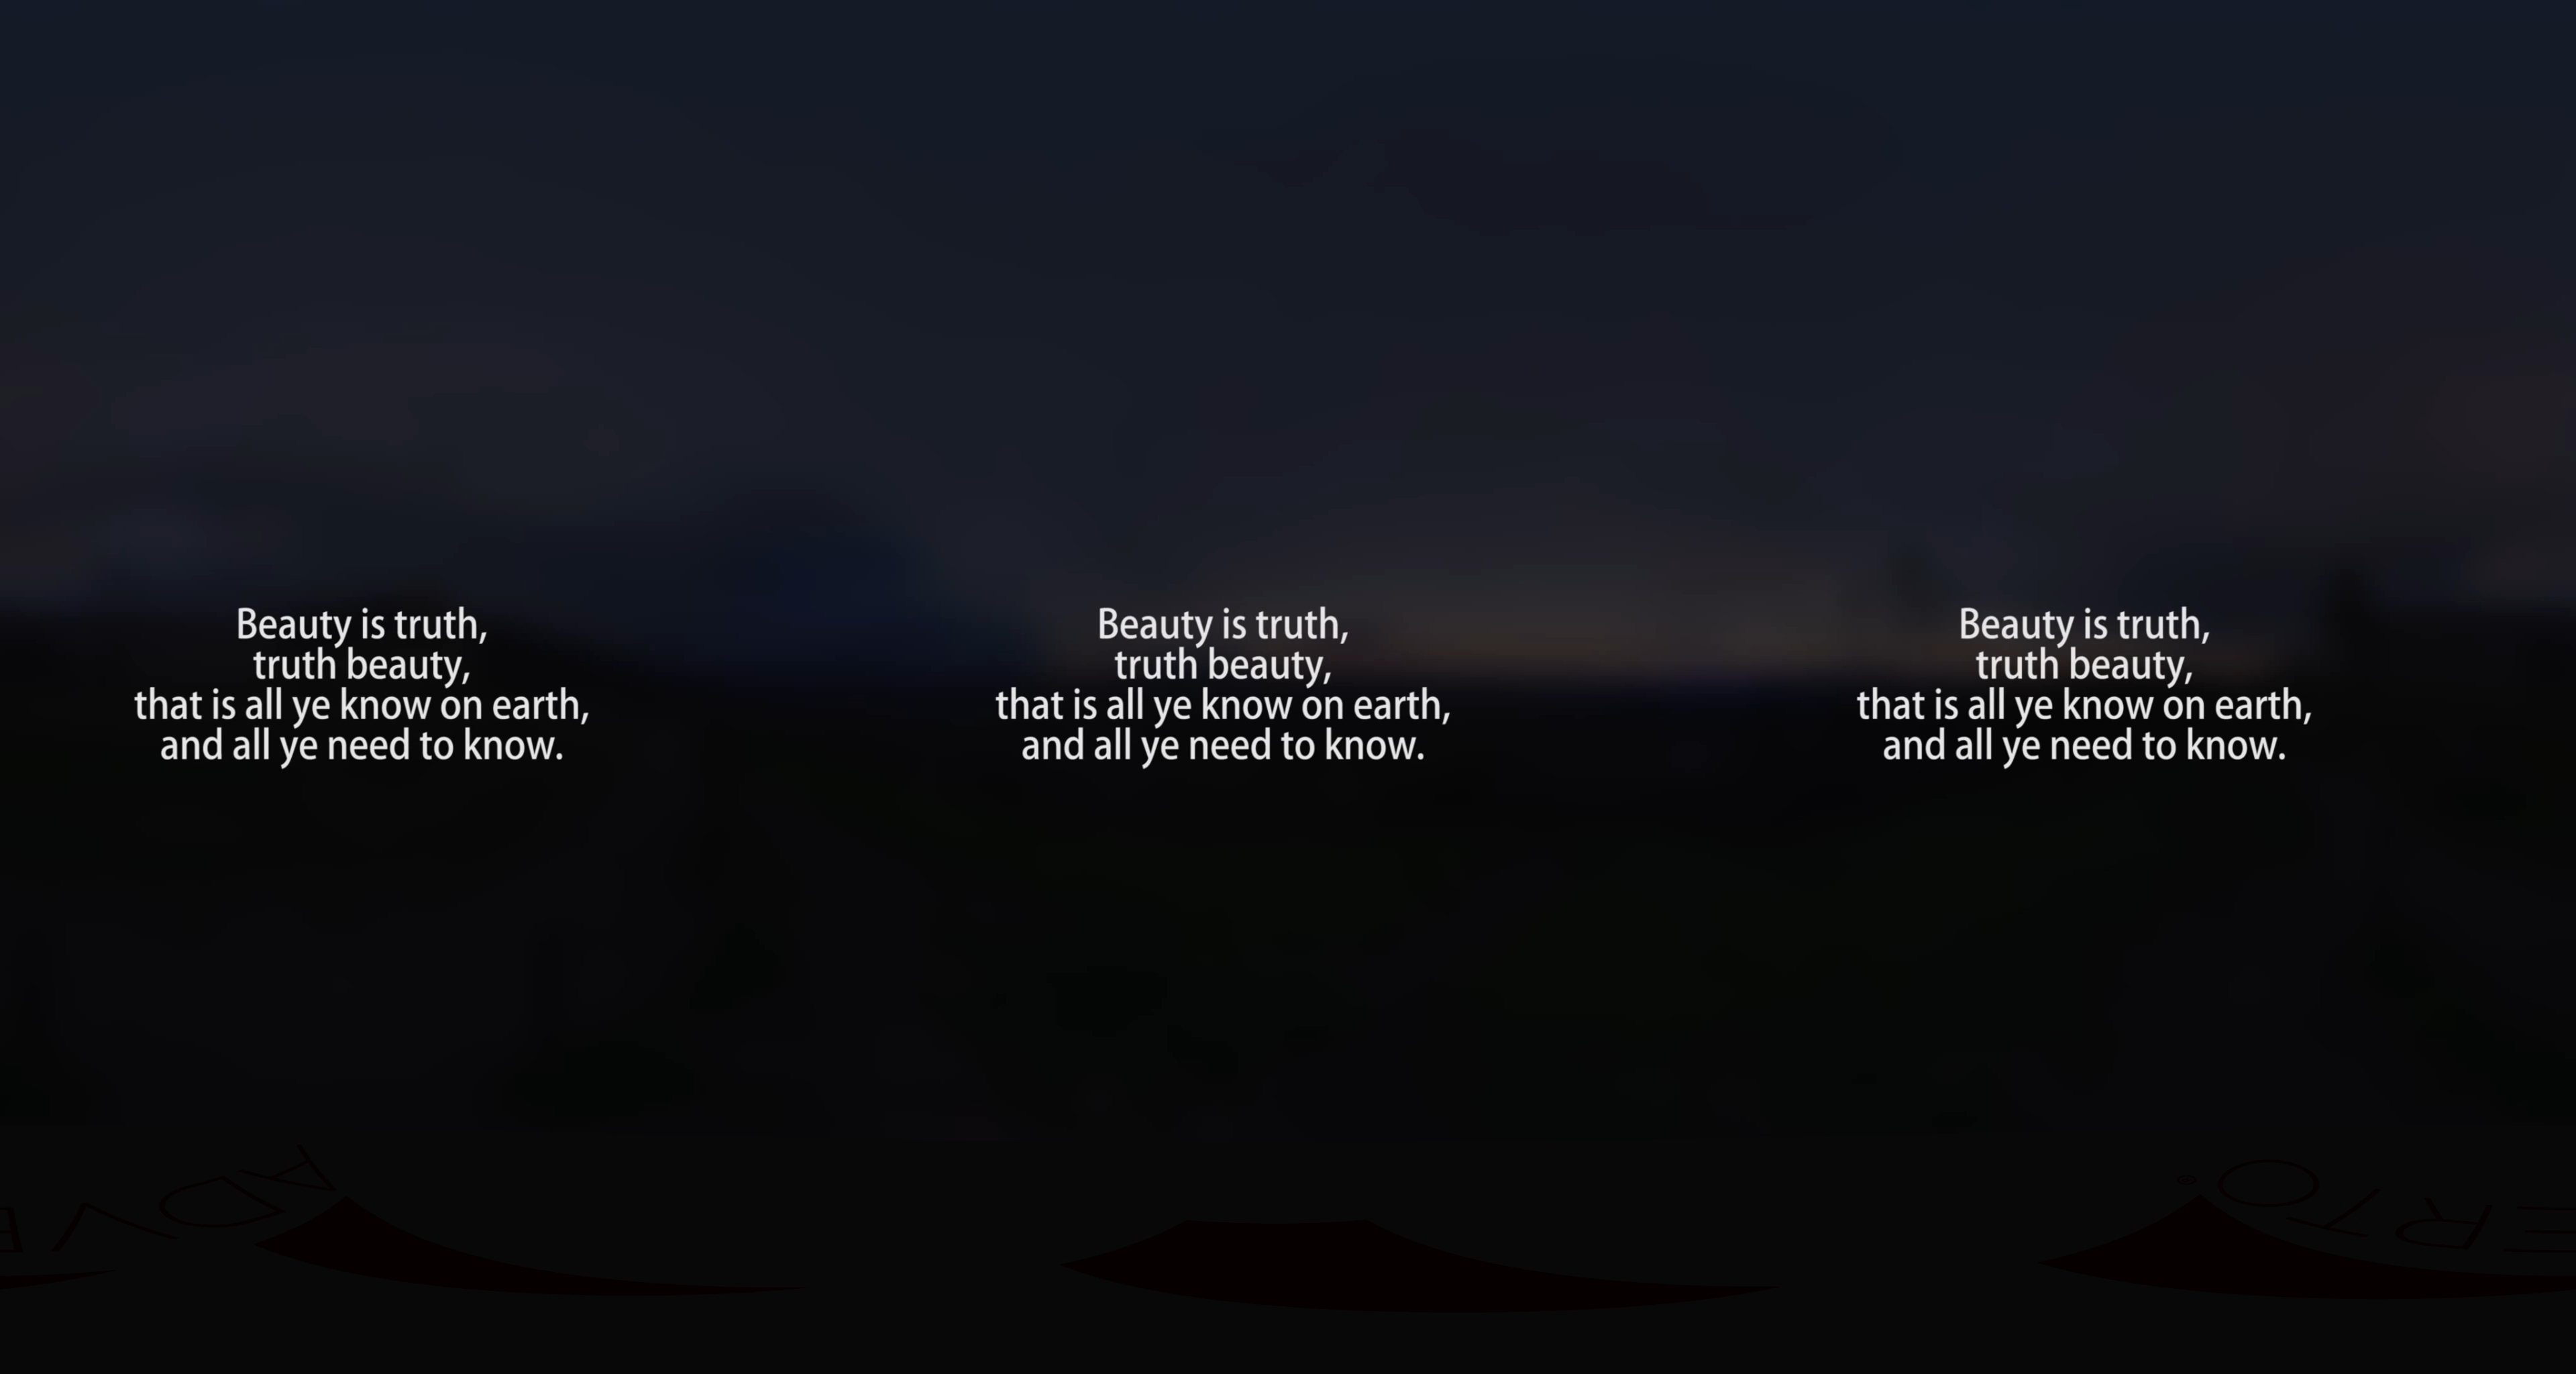 Beauty is truth,
truth beauty,
that is all ye know on earth,
and all ye need to know.
Beauty is truth,
truth beauty,
that is all ye know on earth,
and all ye need to know.
Beauty is truth,
truth beauty,
that is all ye know on earth,
and all ye need to know.